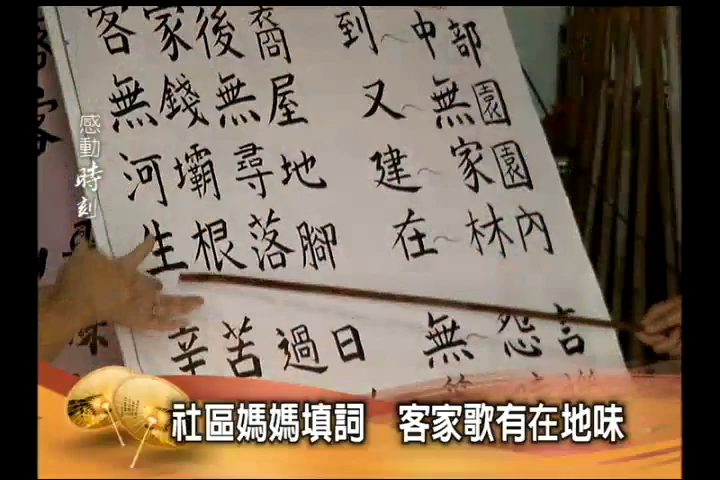 客家後裔 到~中部
無錢無屋 又~無園
河壩尋地 建~家園
生根落腳 在~林內
辛苦過日 無~怨言
感動時刻
社區媽媽填詞 客家歌有在地味